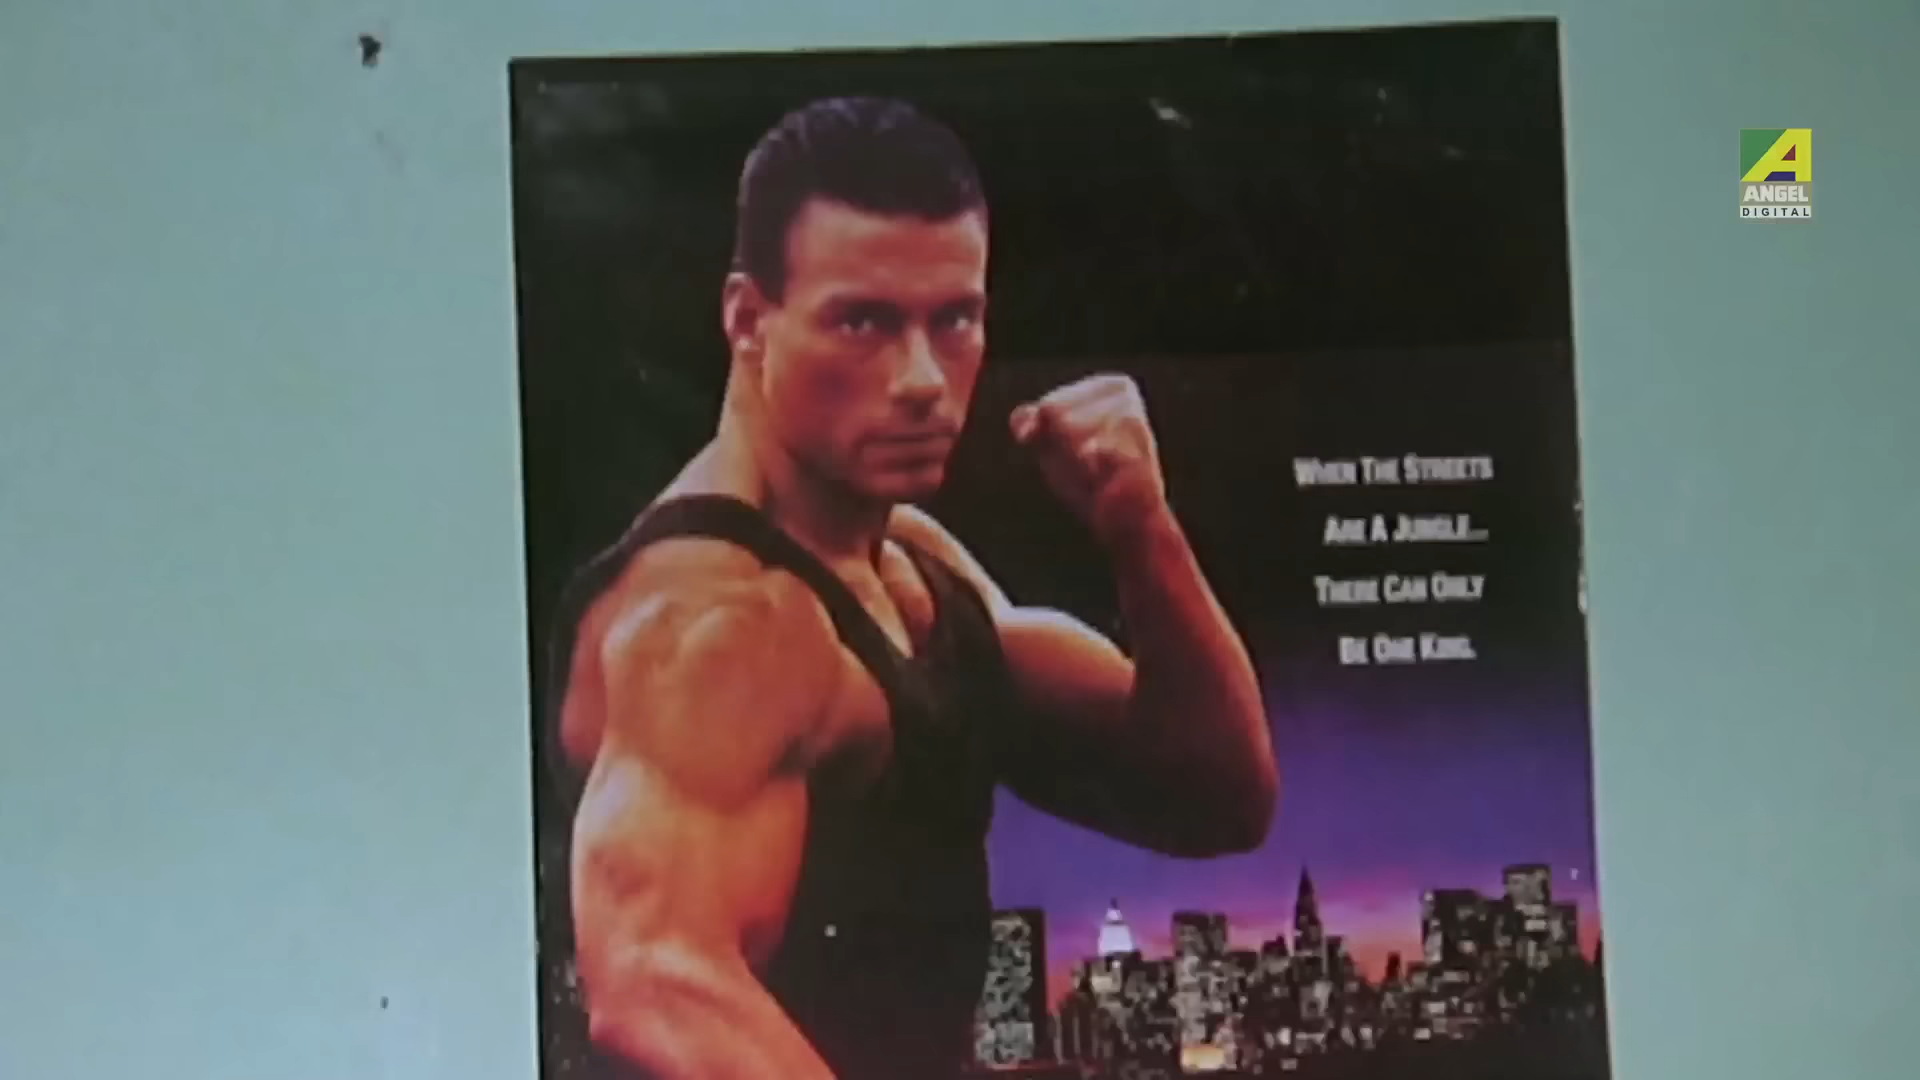 ANGEL
DIGITAL
WHEN THE STREETS
ARE A JUNGLE...
THERE CAN ONLY
BE ONE KING.